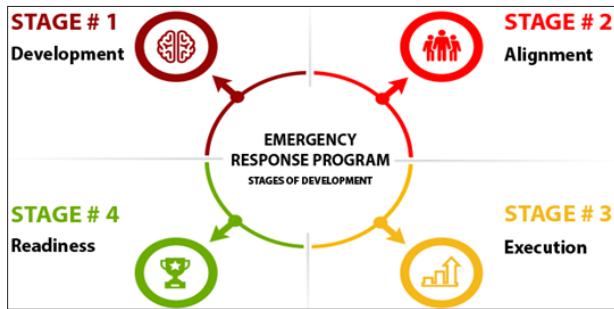 STAGE # 1
Development
STAGE # 2
Alignment
EMERGENCY
RESPONSE PROGRAM
STAGES OF DEVELOPMENT
STAGE # 4
Readiness
STAGE # 3
Execution